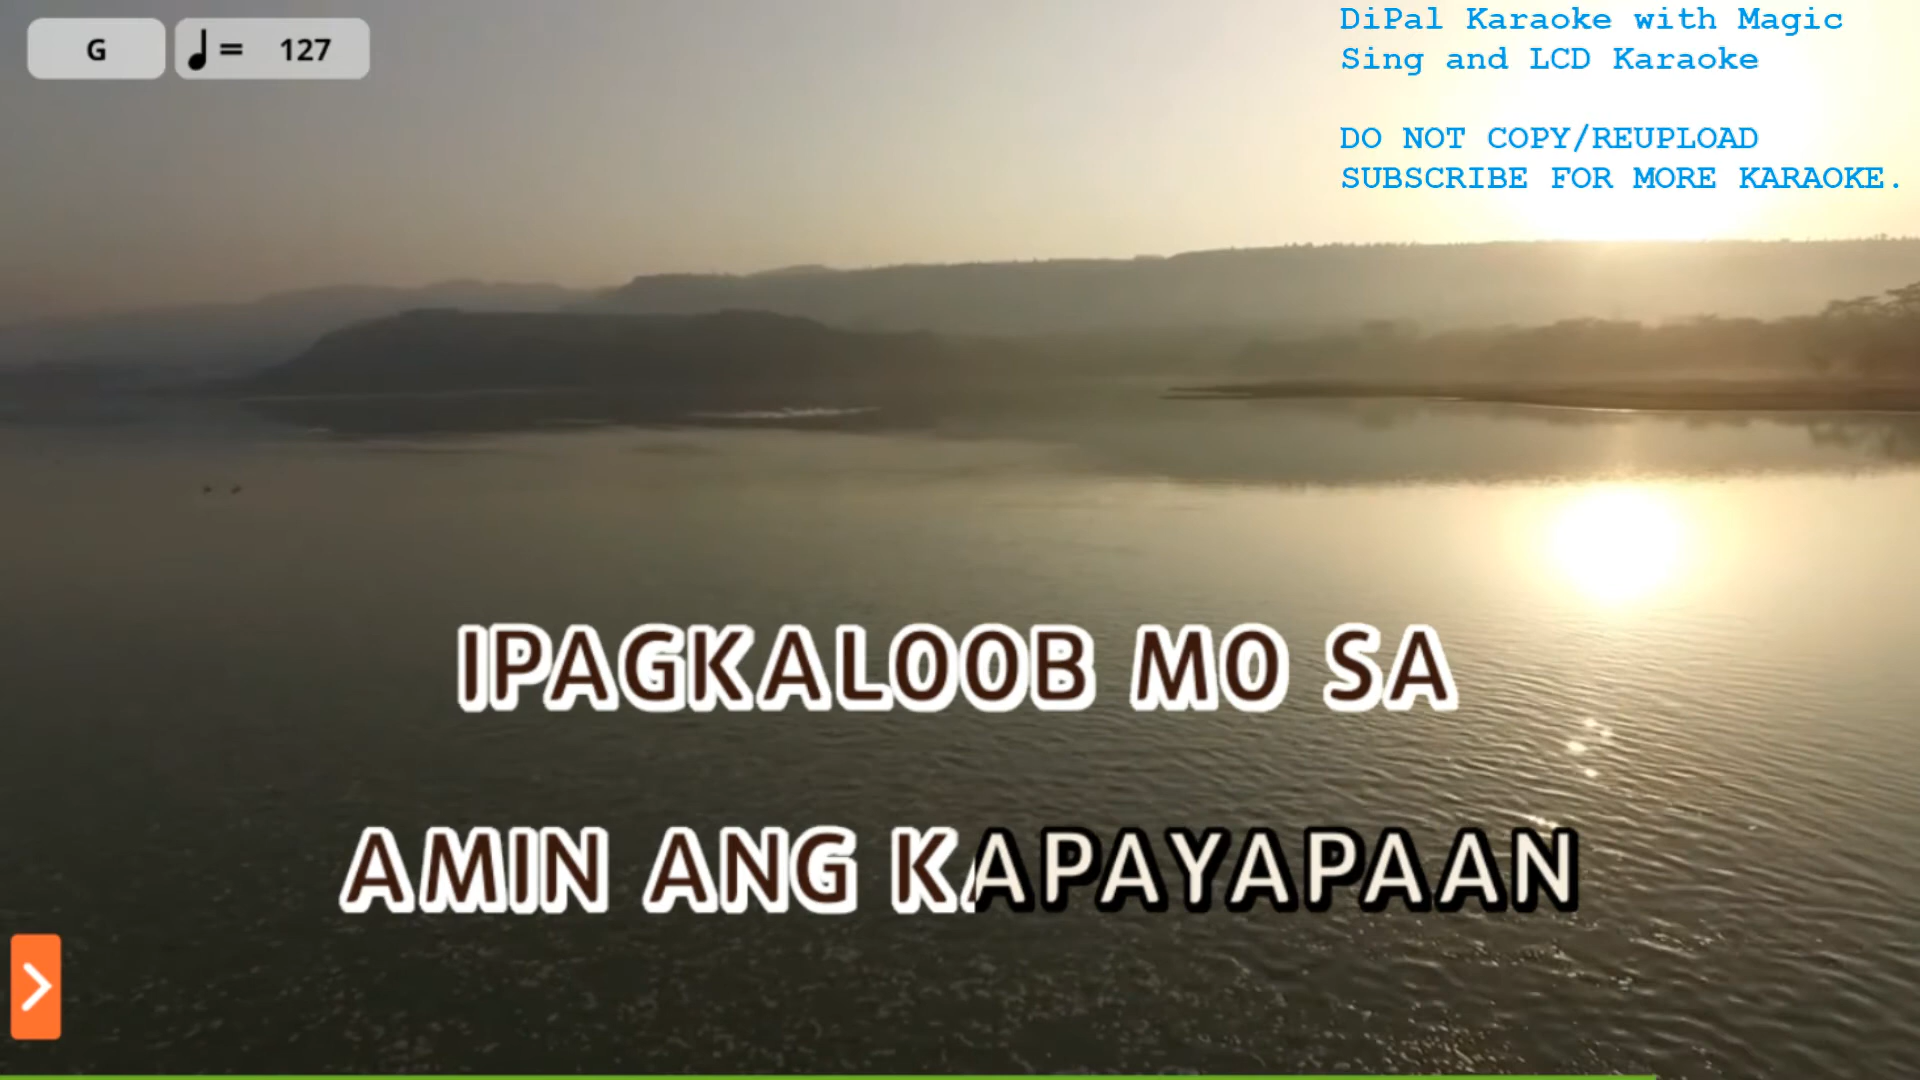 G
♩ = 127
DiPal Karaoke with Magic
Sing and LCD Karaoke
DO NOT COPY/REUPLOAD
SUBSCRIBE FOR MORE KARAOKE.
IPAGKALOOB MO SA
AMIN ANG KAPAYAPAAN